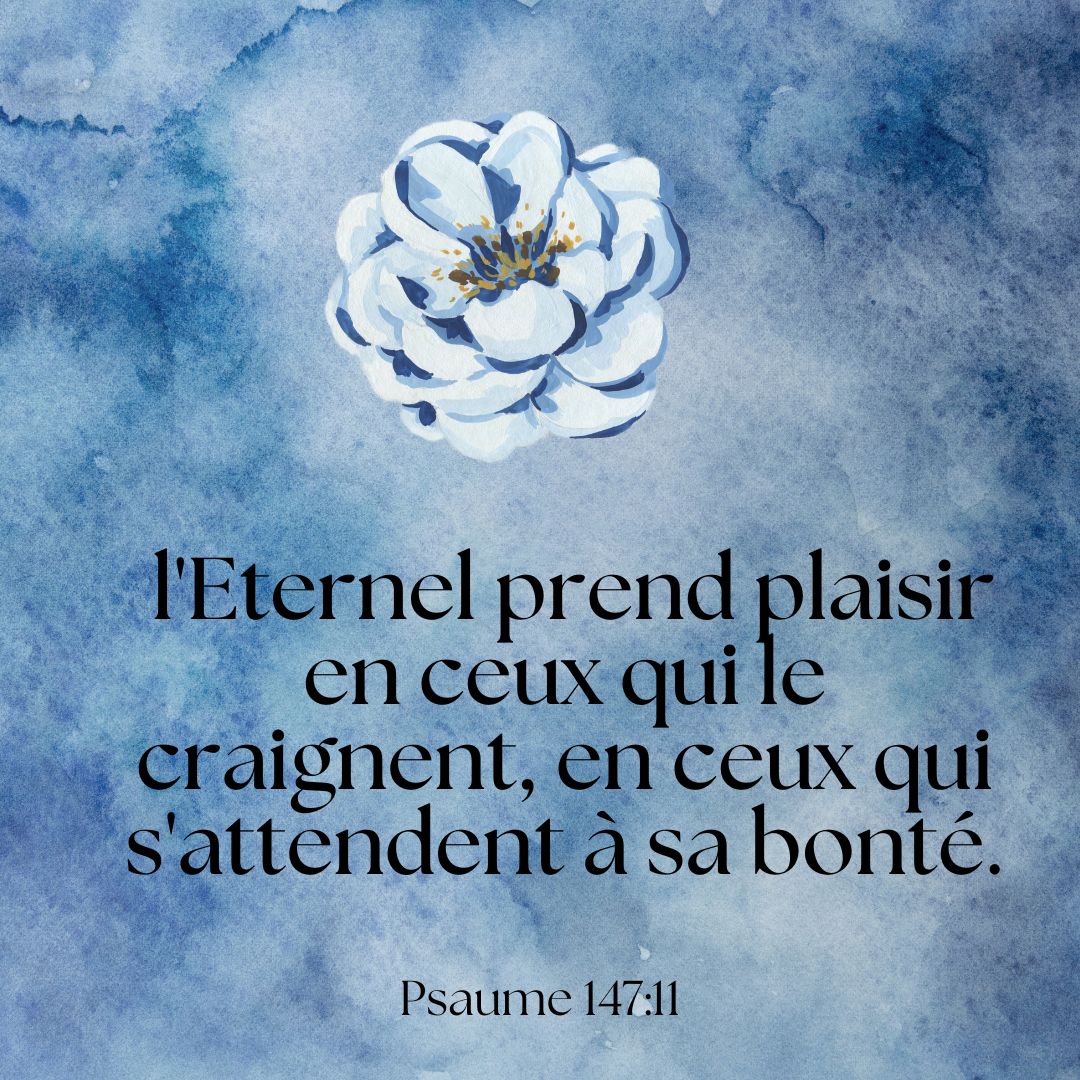 l'Eternel prend plaisir
en ceux qui le
craignent, en ceux qui
s'attendent à sa bonté.
Psaume 147:11